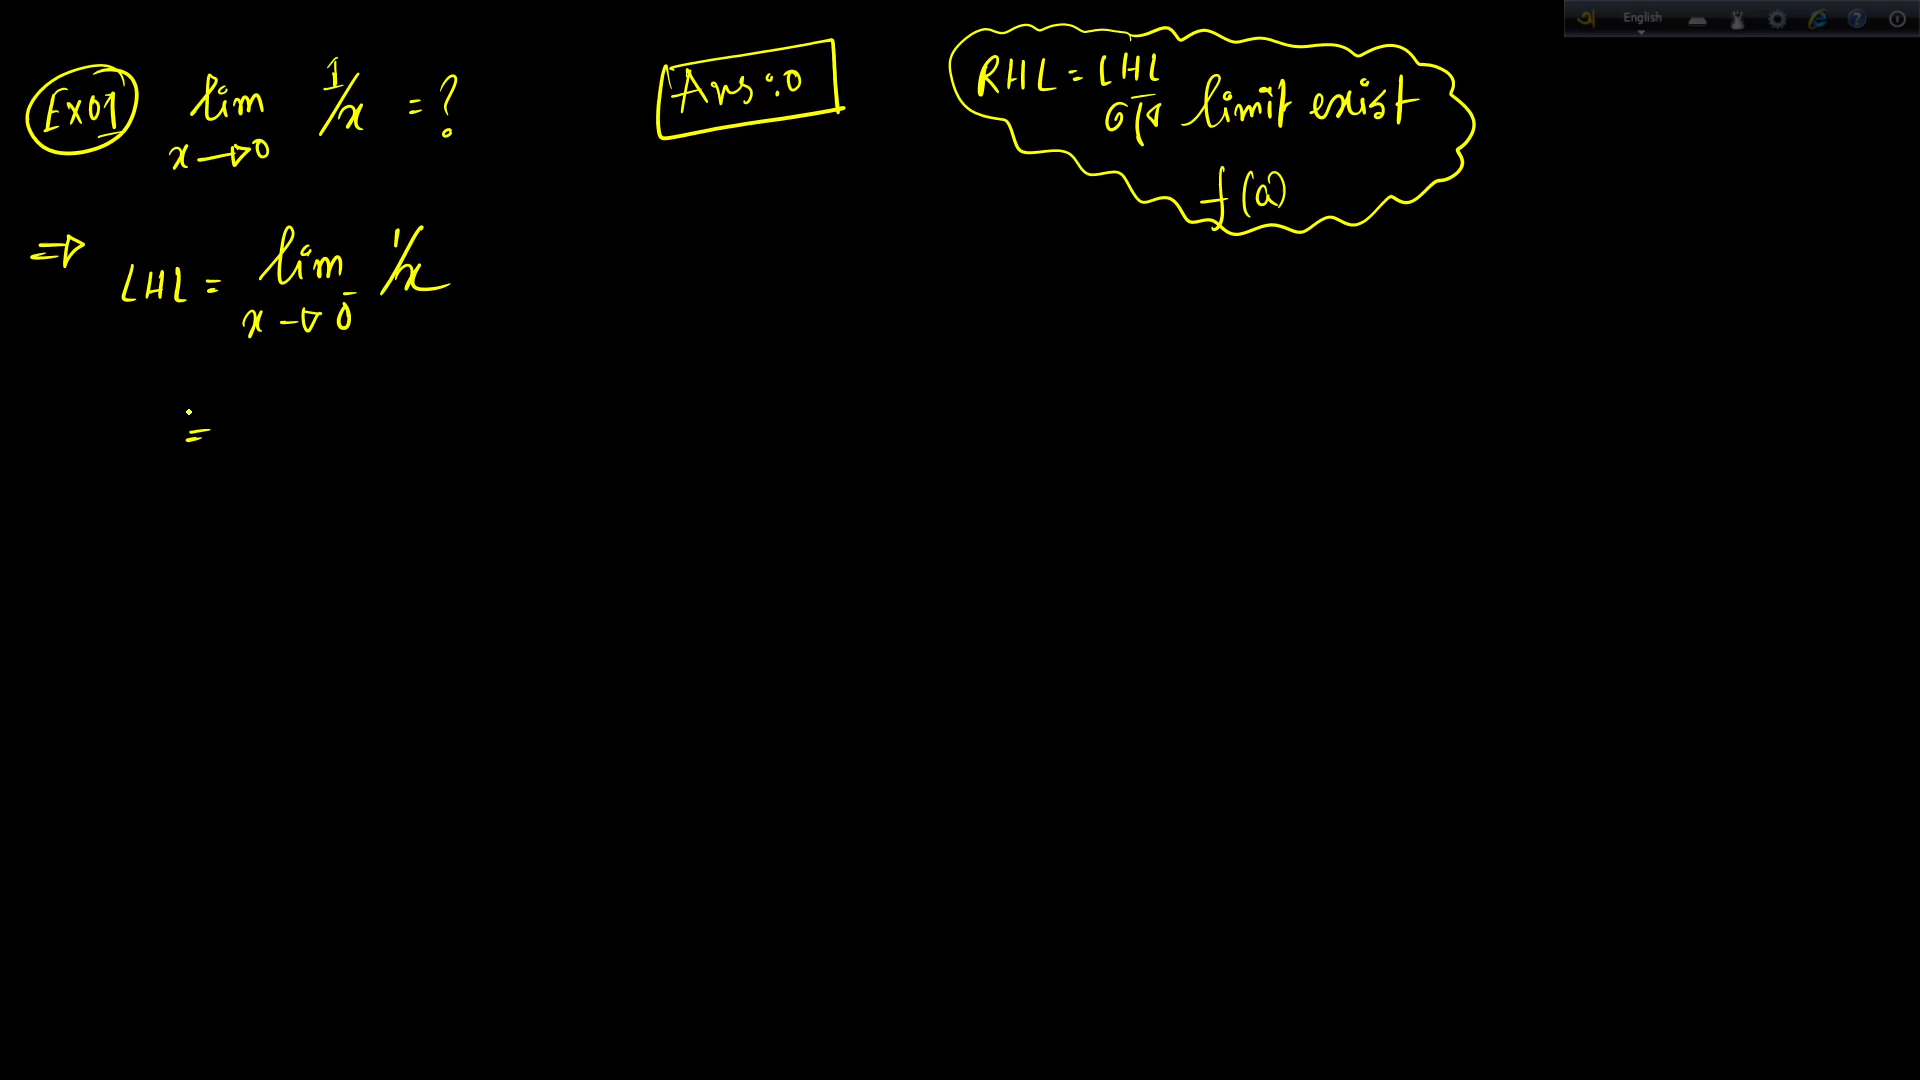 Ex01 lim 1/x = ?
x→0
Ans: 0
RHL = LHL
limit exist
f(a)
⇒ LHL = lim 1/x
x→0⁻
=
English